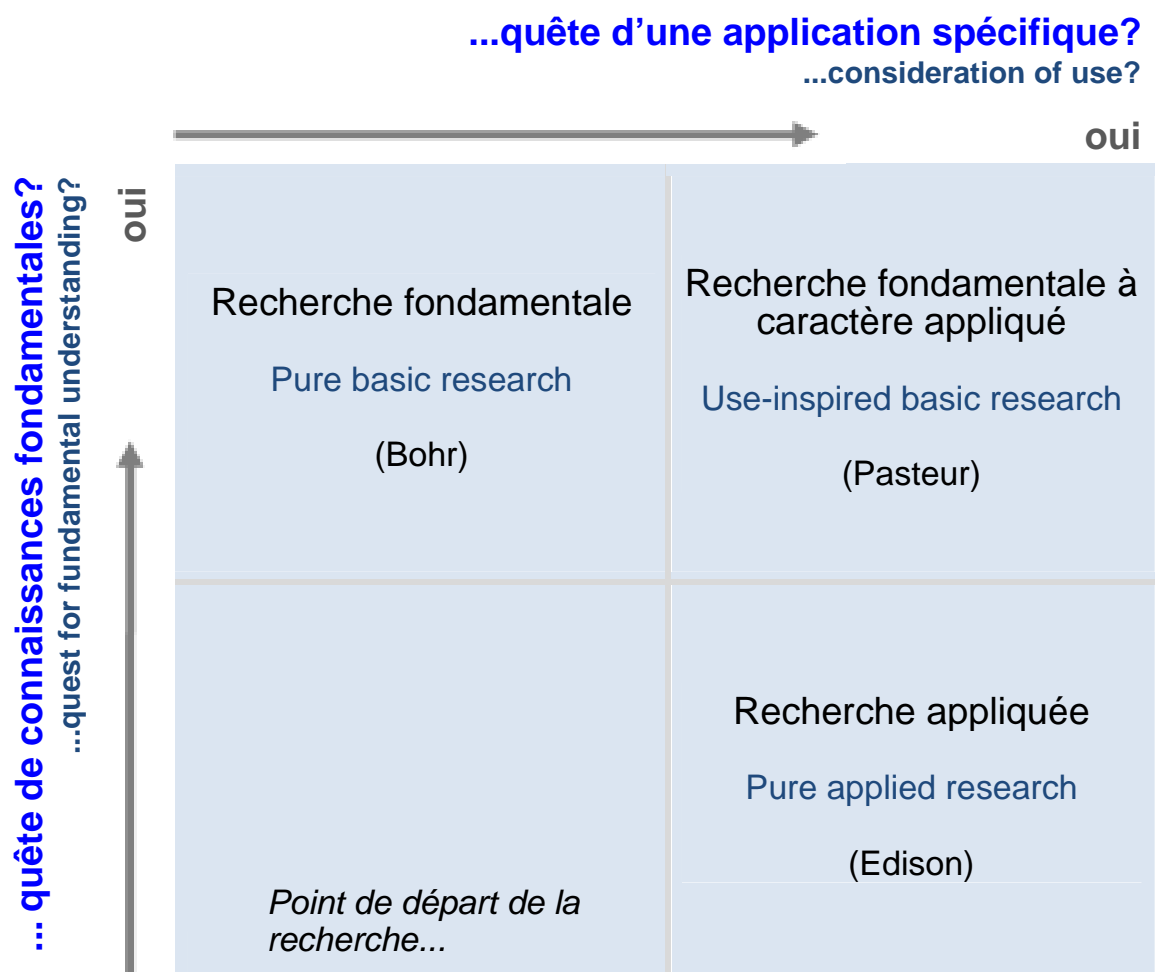 ...quête d’une application spécifique?
...consideration of use?
oui
... quête de connaissances fondamentales?
...quest for fundamental understanding?
oui
Recherche fondamentale
Pure basic research
(Bohr)
Recherche fondamentale à
caractère appliqué
Use-inspired basic research
(Pasteur)
Point de départ de la
recherche...
Recherche appliquée
Pure applied research
(Edison)